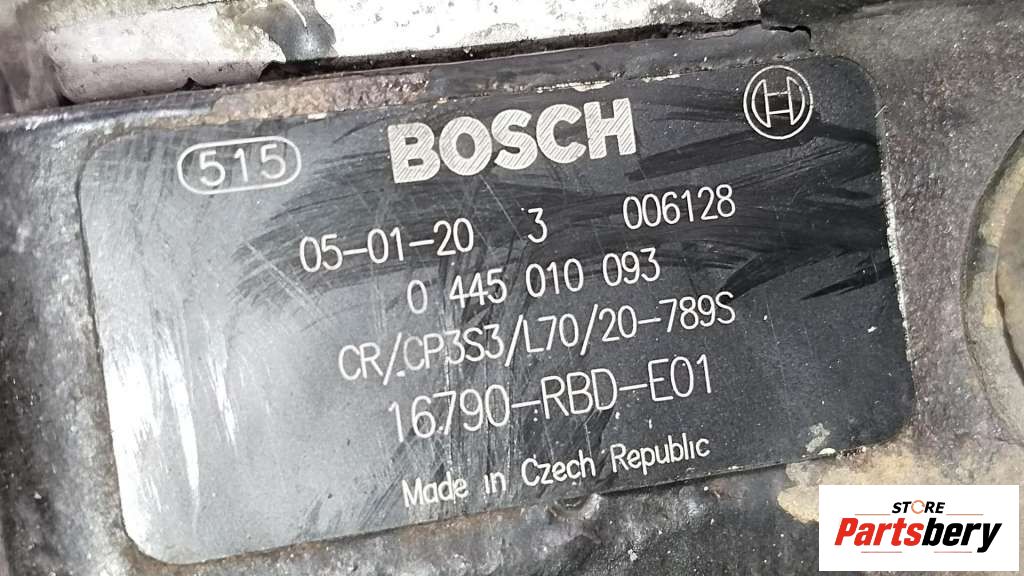 515
BOSCH
05-01-20 3 006128
0 445 010 093
CR/CP3S3/L70/20-789S
16790-RBD-E01
Made in Czech Republic
STORE
Partsbery